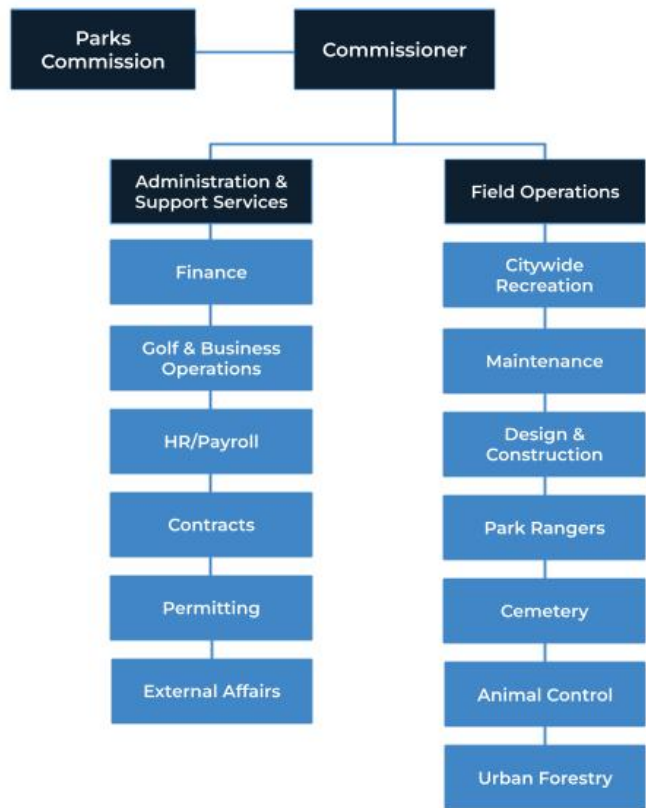 Parks
Commission
Commissioner
Administration &
Support Services
Finance
Golf & Business
Operations
HR/Payroll
Contracts
Permitting
External Affairs
Field Operations
Citywide
Recreation
Maintenance
Design &
Construction
Park Rangers
Cemetery
Animal Control
Urban Forestry